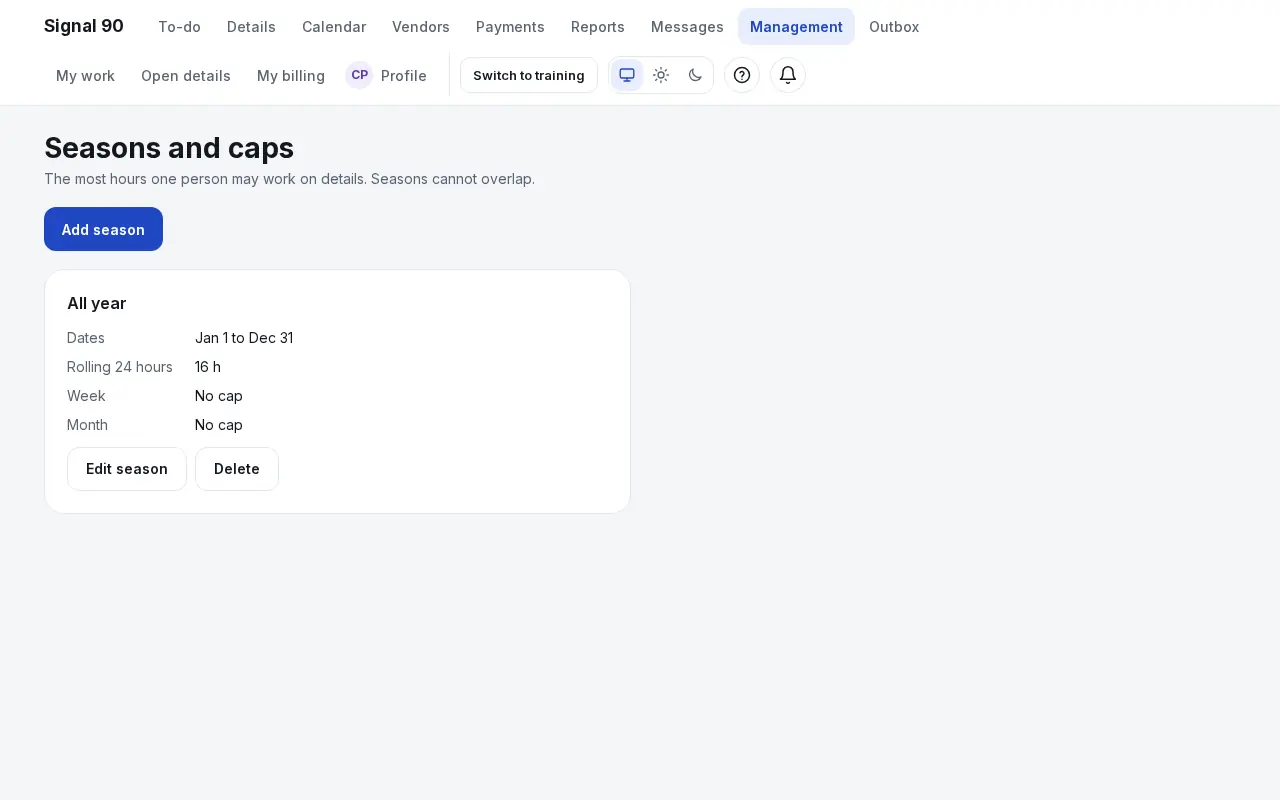 Signal 90 To-do Details Calendar Vendors Payments Reports Messages Management Outbox
My work Open details My billing CP Profile Switch to training
Seasons and caps
The most hours one person may work on details. Seasons cannot overlap.
Add season
All year
Dates Jan 1 to Dec 31
Rolling 24 hours 16 h
Week No cap
Month No cap
Edit season Delete